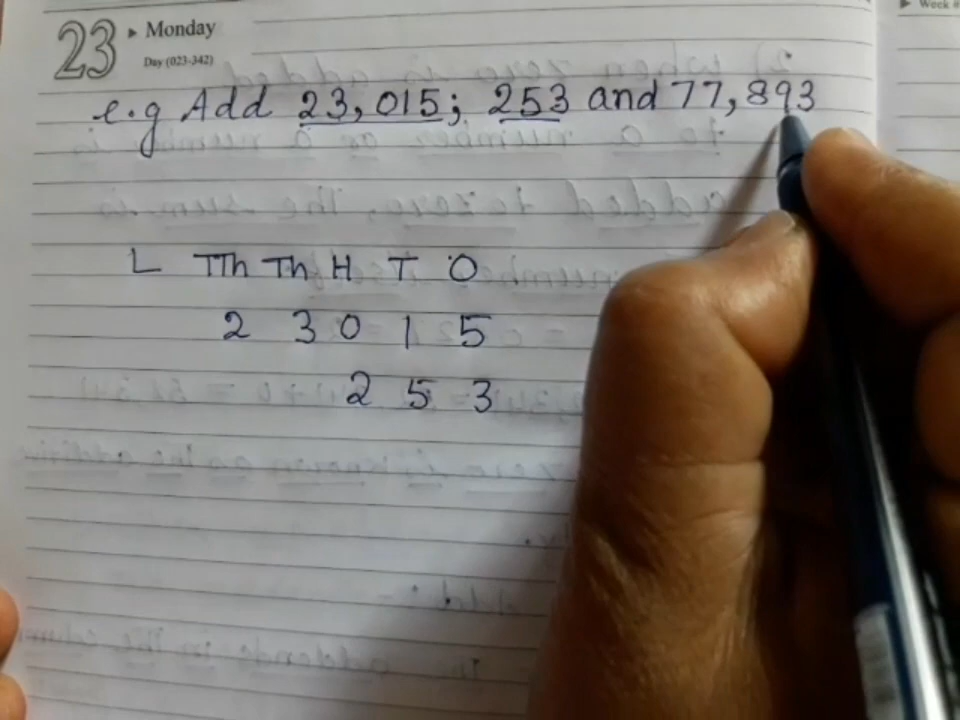 23 ▸ Monday
Day (023-342)
▸ Week
e.g Add 23,015; 253 and 77,893
L TTh Th H T O
2 3 0 1 5
2 5 3